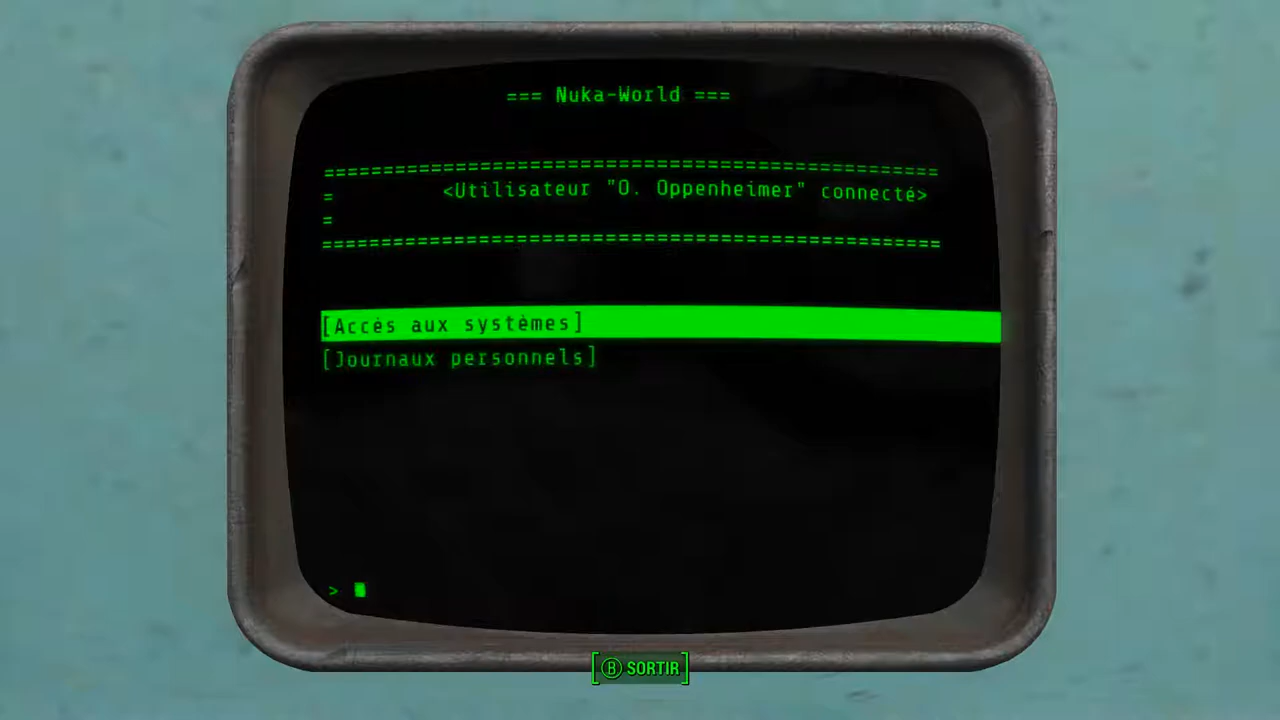 === Nuka-World ===
===============================================
= <Utilisateur "O. Oppenheimer" connecté>
=
===============================================
[Accès aux systèmes]
[Journaux personnels]
>
Ⓑ SORTIR